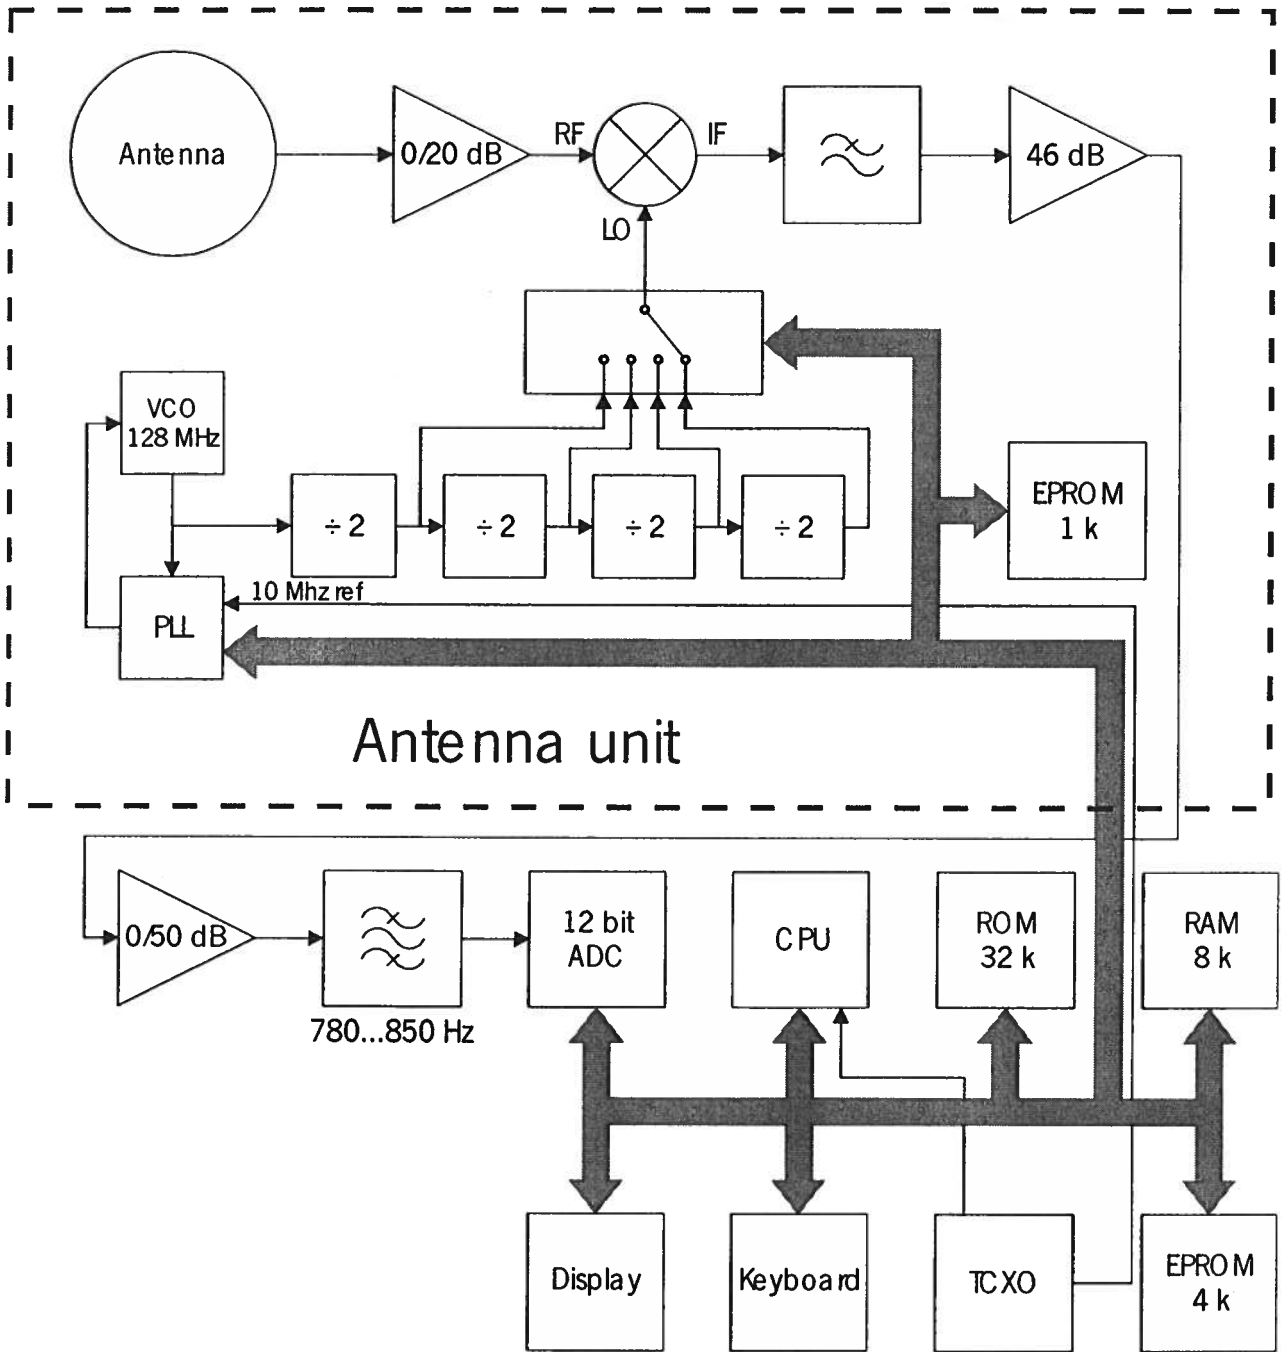 Antenna
0/20 dB
RF
IF
46 dB
LO
VCO
128 MHz
÷ 2
÷ 2
÷ 2
÷ 2
EPROM
1 k
10 Mhz ref
PLL
Antenna unit
0/50 dB
780...850 Hz
12 bit
ADC
CPU
ROM
32 k
RAM
8 k
Display
Keyboard
TCXO
EPROM
4 k